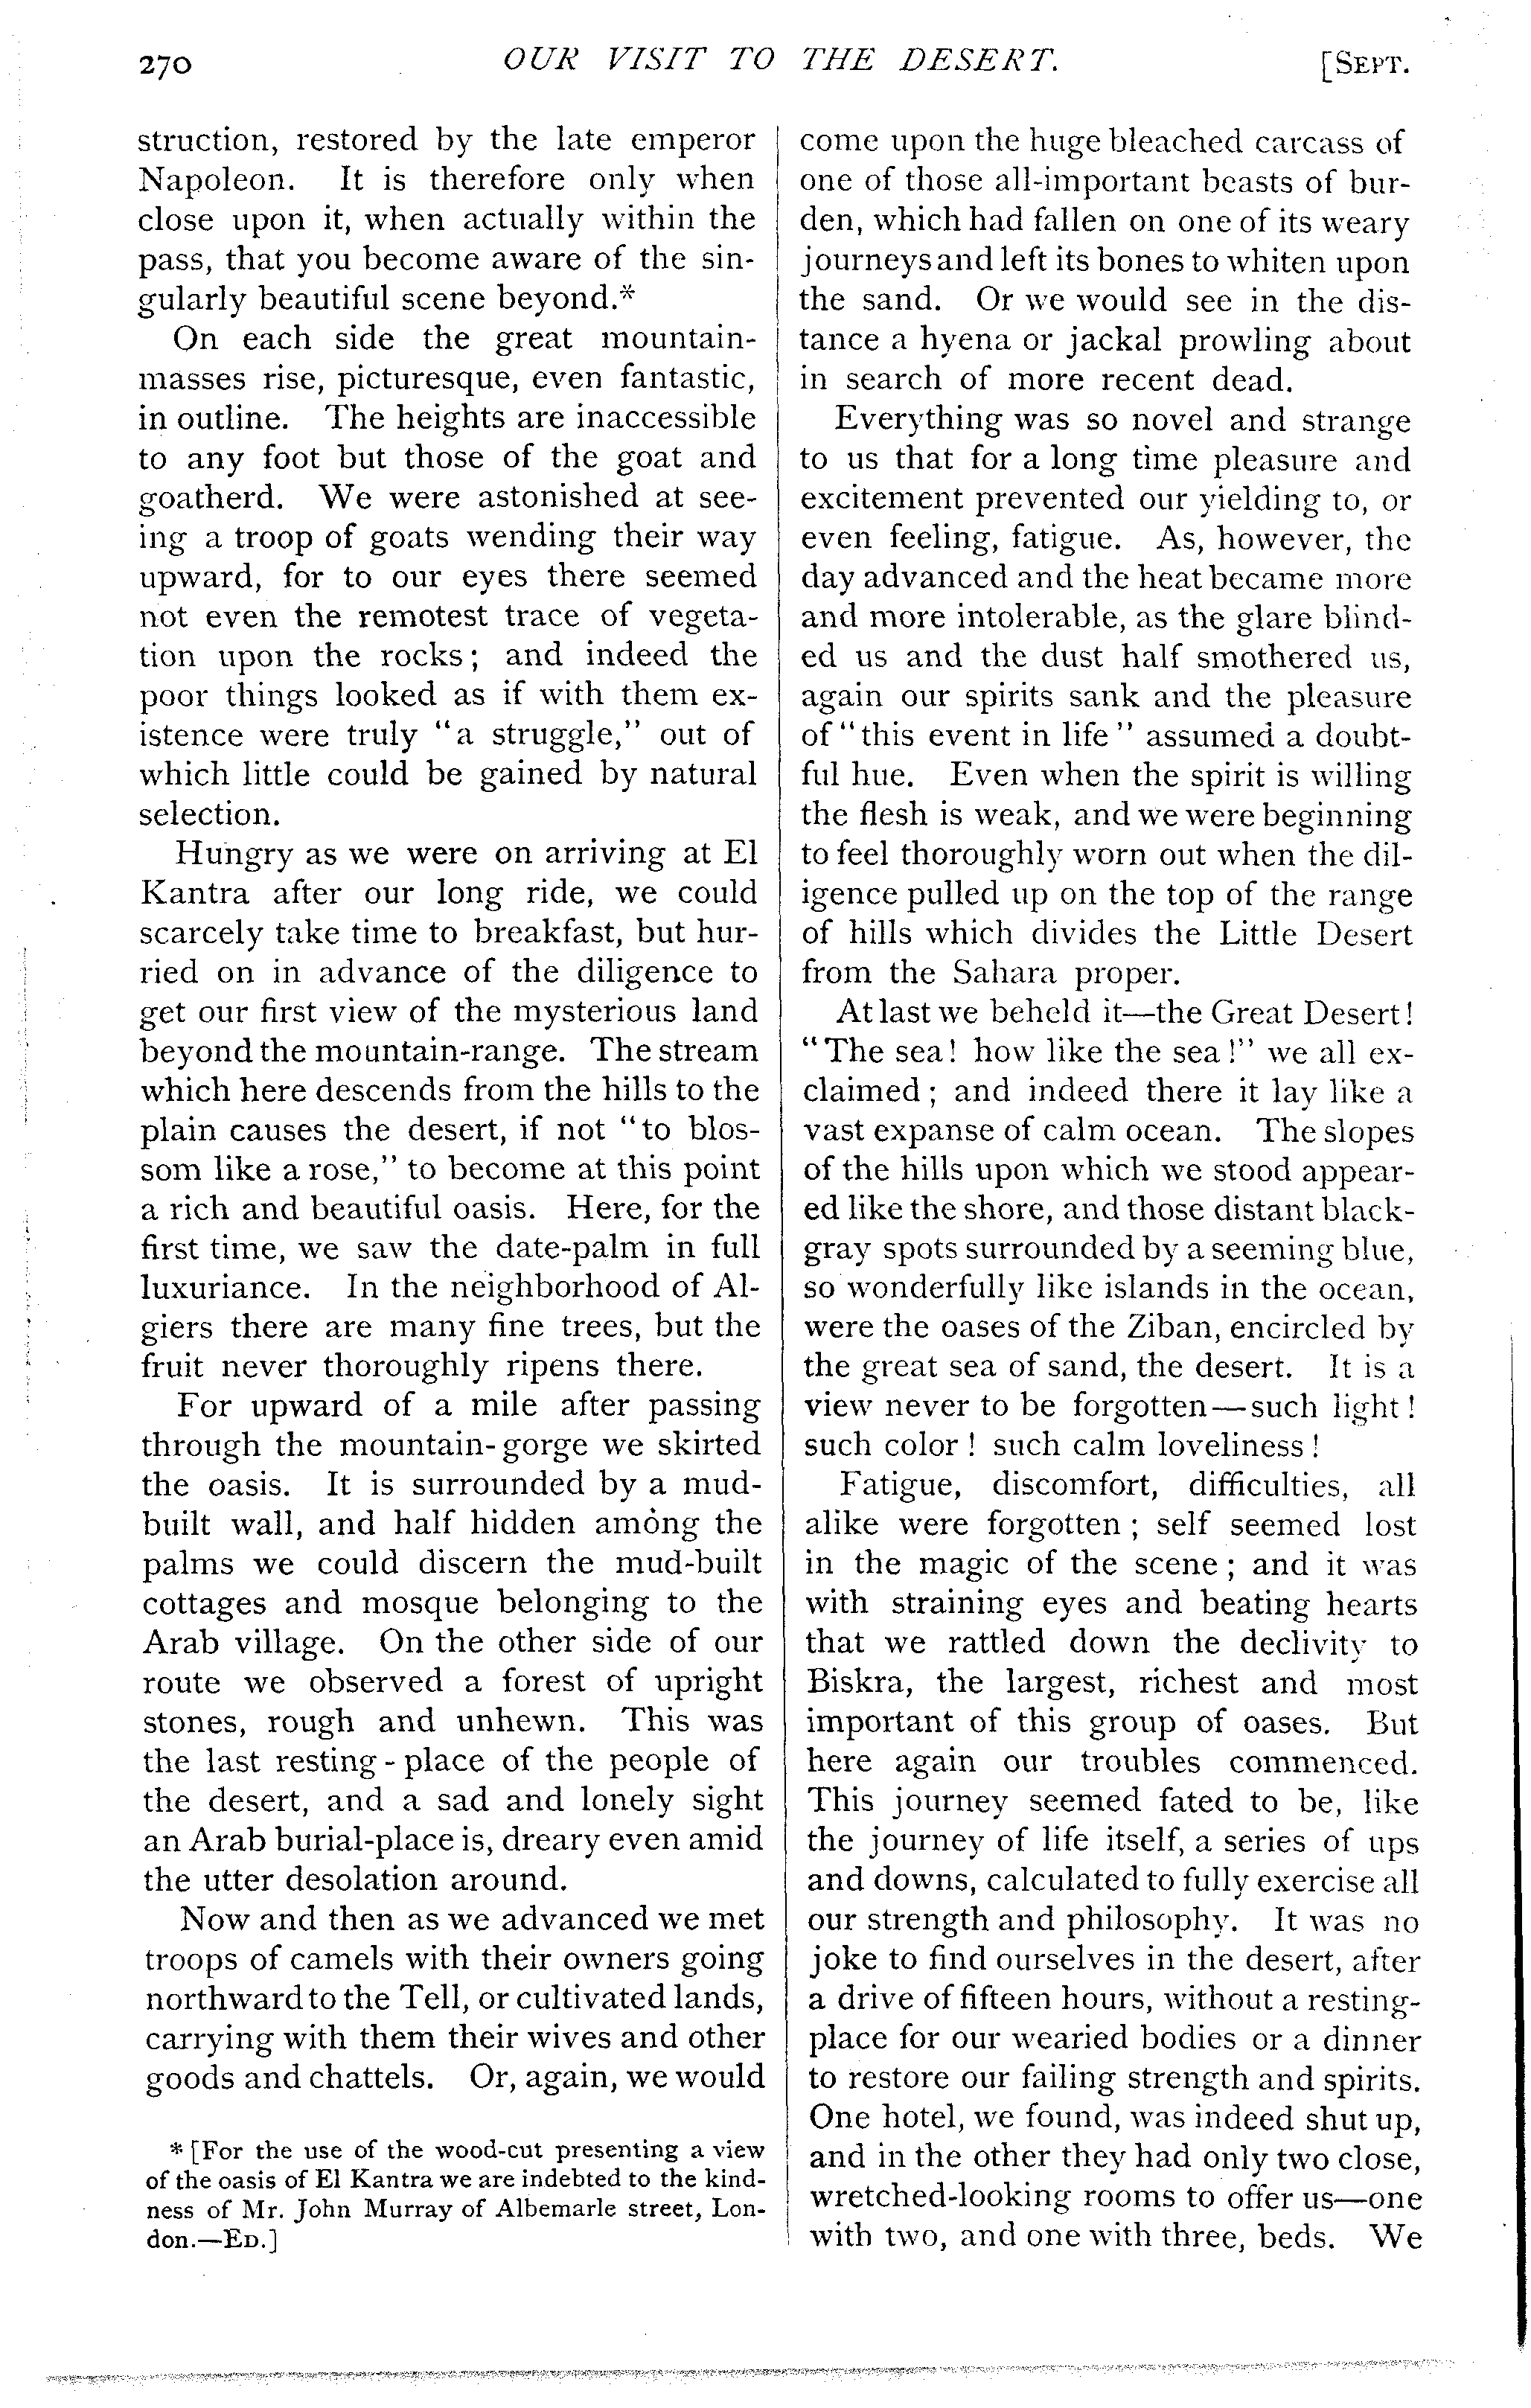 270 OUR VISIT TO THE DESERT. [SEPT.
struction, restored by the late emperor
Napoleon. It is therefore only when
close upon it, when actually within the
pass, that you become aware of the sin-
gularly beautiful scene beyond.*
On each side the great mountain-
masses rise, picturesque, even fantastic,
in outline. The heights are inaccessible
to any foot but those of the goat and
goatherd. We were astonished at see-
ing a troop of goats wending their way
upward, for to our eyes there seemed
not even the remotest trace of vegeta-
tion upon the rocks; and indeed the
poor things looked as if with them ex-
istence were truly "a struggle," out of
which little could be gained by natural
selection.
Hungry as we were on arriving at El
Kantra after our long ride, we could
scarcely take time to breakfast, but hur-
ried on in advance of the diligence to
get our first view of the mysterious land
beyond the mountain-range. The stream
which here descends from the hills to the
plain causes the desert, if not "to blos-
som like a rose," to become at this point
a rich and beautiful oasis. Here, for the
first time, we saw the date-palm in full
luxuriance. In the neighborhood of Al-
giers there are many fine trees, but the
fruit never thoroughly ripens there.
For upward of a mile after passing
through the mountain-gorge we skirted
the oasis. It is surrounded by a mud-
built wall, and half hidden among the
palms we could discern the mud-built
cottages and mosque belonging to the
Arab village. On the other side of our
route we observed a forest of upright
stones, rough and unhewn. This was
the last resting-place of the people of
the desert, and a sad and lonely sight
an Arab burial-place is, dreary even amid
the utter desolation around.
Now and then as we advanced we met
troops of camels with their owners going
northward to the Tell, or cultivated lands,
carrying with them their wives and other
goods and chattels. Or, again, we would
* [For the use of the wood-cut presenting a view
of the oasis of El Kantra we are indebted to the kind-
ness of Mr. John Murray of Albemarle street, Lon-
don.—ED.]
come upon the huge bleached carcass of
one of those all-important beasts of bur-
den, which had fallen on one of its weary
journeys and left its bones to whiten upon
the sand. Or we would see in the dis-
tance a hyena or jackal prowling about
in search of more recent dead.
Everything was so novel and strange
to us that for a long time pleasure and
excitement prevented our yielding to, or
even feeling, fatigue. As, however, the
day advanced and the heat became more
and more intolerable, as the glare blind-
ed us and the dust half smothered us,
again our spirits sank and the pleasure
of "this event in life" assumed a doubt-
ful hue. Even when the spirit is willing
the flesh is weak, and we were beginning
to feel thoroughly worn out when the dil-
igence pulled up on the top of the range
of hills which divides the Little Desert
from the Sahara proper.
At last we beheld it—the Great Desert!
"The sea! how like the sea!" we all ex-
claimed; and indeed there it lay like a
vast expanse of calm ocean. The slopes
of the hills upon which we stood appear-
ed like the shore, and those distant black-
gray spots surrounded by a seeming blue,
so wonderfully like islands in the ocean,
were the oases of the Ziban, encircled by
the great sea of sand, the desert. It is a
view never to be forgotten—such light!
such color! such calm loveliness!
Fatigue, discomfort, difficulties, all
alike were forgotten; self seemed lost
in the magic of the scene; and it was
with straining eyes and beating hearts
that we rattled down the declivity to
Biskra, the largest, richest and most
important of this group of oases. But
here again our troubles commenced.
This journey seemed fated to be, like
the journey of life itself, a series of ups
and downs, calculated to fully exercise all
our strength and philosophy. It was no
joke to find ourselves in the desert, after
a drive of fifteen hours, without a resting-
place for our wearied bodies or a dinner
to restore our failing strength and spirits.
One hotel, we found, was indeed shut up,
and in the other they had only two close,
wretched-looking rooms to offer us—one
with two, and one with three, beds. We